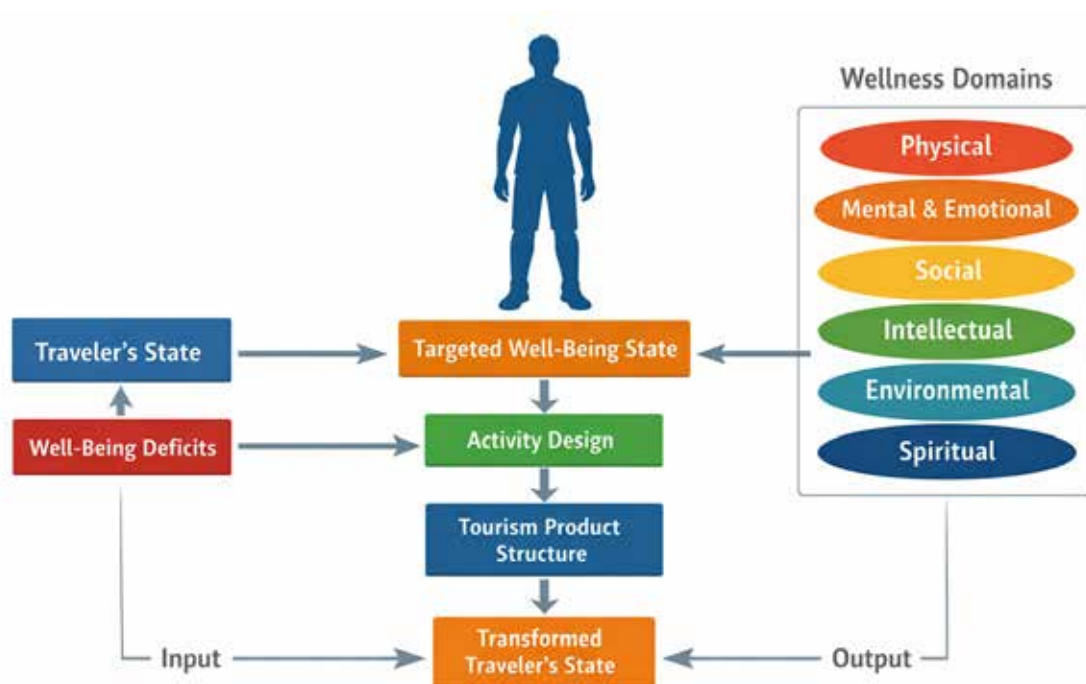 Wellness Domains
Physical
Mental & Emotional
Social
Intellectual
Environmental
Spiritual
Traveler's State
Targeted Well-Being State
Well-Being Deficits
Activity Design
Tourism Product
Structure
Transformed
Traveler's State
Input
Output